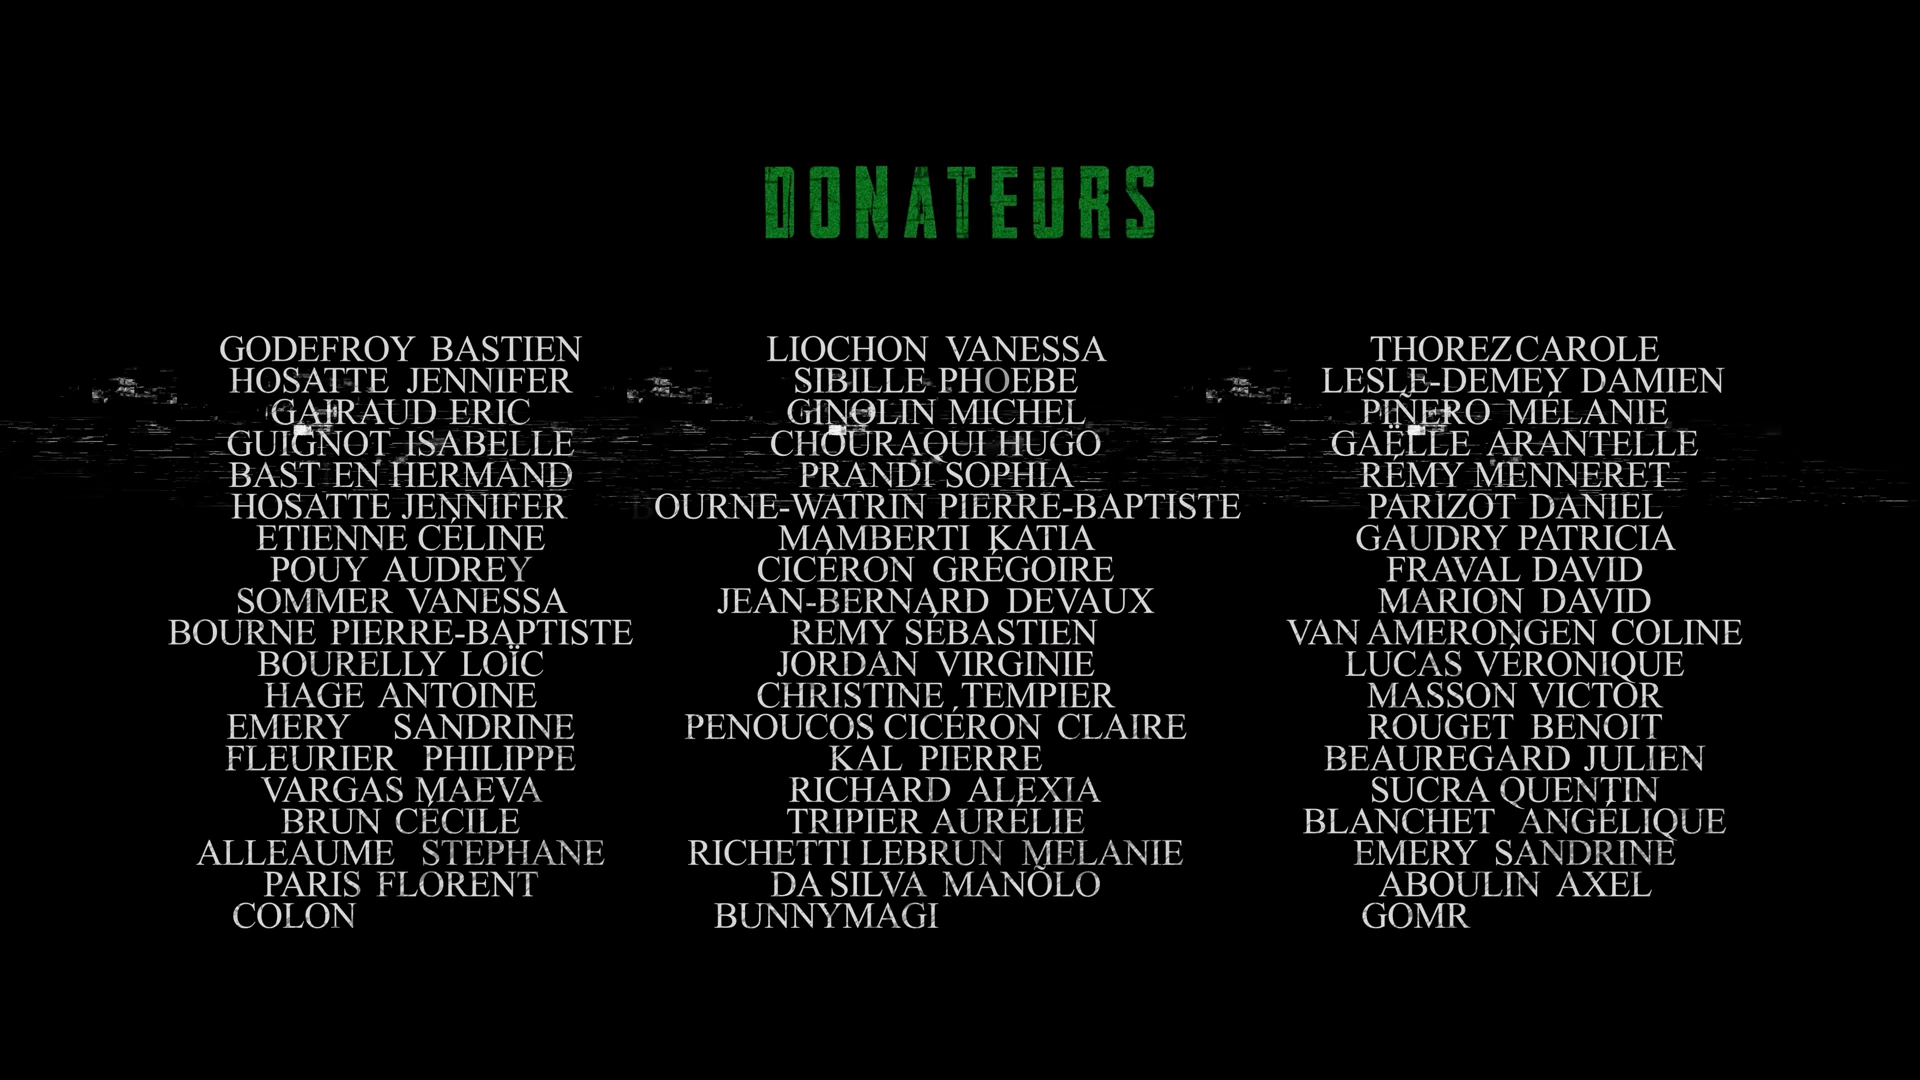 DONATEURS
GODEFROY BASTIEN
HOSATTE JENNIFER
GAIRAUD ERIC
GUIGNOT ISABELLE
BAST EN HERMAND
HOSATTE JENNIFER
ETIENNE CÉLINE
POUY AUDREY
SOMMER VANESSA
BOURNE PIERRE-BAPTISTE
BOURELLY LOÏC
HAGE ANTOINE
EMERY SANDRINE
FLEURIER PHILIPPE
VARGAS MAEVA
BRUN CÉCILE
ALLEAUME STEPHANE
PARIS FLORENT
COLON
LIOCHON VANESSA
SIBILLE PHOEBE
GINOLIN MICHEL
CHOURAQUI HUGO
PRANDI SOPHIA
BOURNE-WATRIN PIERRE-BAPTISTE
MAMBERTI KATIA
CICÉRON GRÉGOIRE
JEAN-BERNARD DEVAUX
REMY SÉBASTIEN
JORDAN VIRGINIE
CHRISTINE TEMPIER
PENOUCOS CICÉRON CLAIRE
KAL PIERRE
RICHARD ALEXIA
TRIPIER AURÉLIE
RICHETTI LEBRUN MELANIE
DA SILVA MANÕLO
BUNNYMAGI
THOREZ CAROLE
LESLE-DEMEY DAMIEN
PIÑERO MÉLANIE
GAËLLE ARANTELLE
RÉMY MENNERET
PARIZOT DANIEL
GAUDRY PATRICIA
FRAVAL DAVID
MARION DAVID
VAN AMERONGEN COLINE
LUCAS VÉRONIQUE
MASSON VICTOR
ROUGET BENOIT
BEAUREGARD JULIEN
SUCRA QUENTIN
BLANCHET ANGÉLIQUE
EMERY SANDRINE
ABOULIN AXEL
GOMR